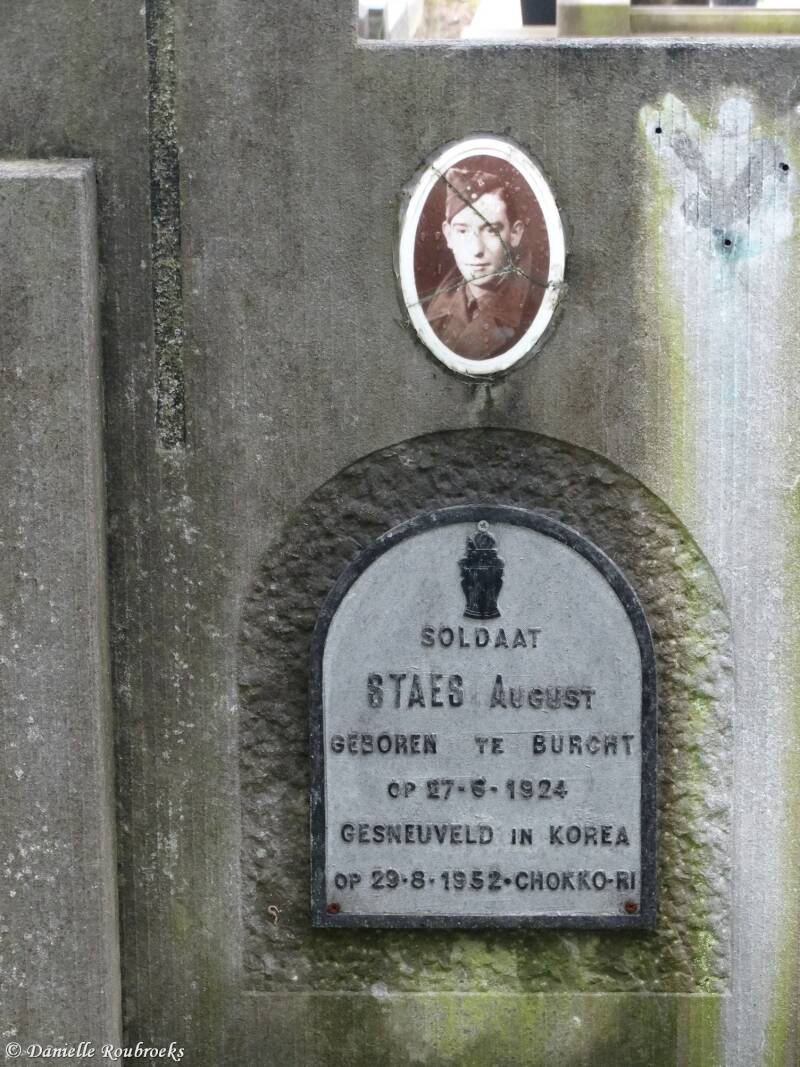 SOLDAAT
STAES AUGUST
GEBOREN TE BURCHT
OP 27-6-1924
GESNEUVELD IN KOREA
OP 29-8-1952•CHOKKO-RI
© Danielle Roubroeks